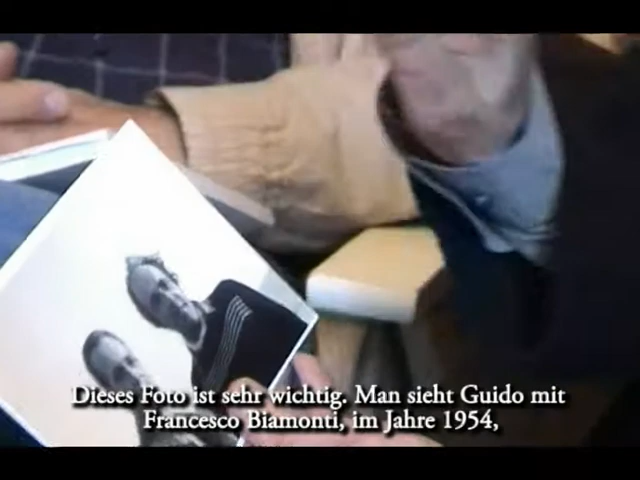 Dieses Foto ist sehr wichtig. Man sieht Guido mit
Francesco Biamonti, im Jahre 1954,